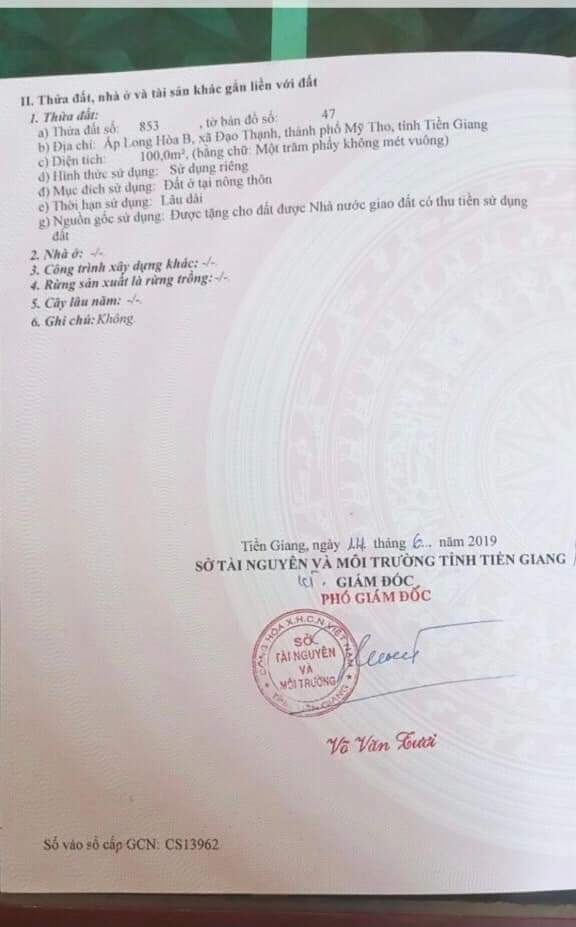 II. Thửa đất, nhà ở và tài sản khác gắn liền với đất
1. Thửa đất:
a) Thửa đất số: 853 , tờ bản đồ số: 47
b) Địa chỉ: Ấp Long Hòa B, xã Đạo Thạnh, thành phố Mỹ Tho, tỉnh Tiền Giang
c) Diện tích: 100,0m², (bằng chữ: Một trăm phẩy không mét vuông)
d) Hình thức sử dụng: Sử dụng riêng
đ) Mục đích sử dụng: Đất ở tại nông thôn
e) Thời hạn sử dụng: Lâu dài
g) Nguồn gốc sử dụng: Được tặng cho đất được Nhà nước giao đất có thu tiền sử dụng
đất
2. Nhà ở: -/-.
3. Công trình xây dựng khác: -/-.
4. Rừng sản xuất là rừng trồng: -/-.
5. Cây lâu năm: -/-.
6. Ghi chú: Không.
Tiền Giang, ngày 14 tháng 6 năm 2019
SỞ TÀI NGUYÊN VÀ MÔI TRƯỜNG TỈNH TIỀN GIANG
KT. GIÁM ĐỐC
PHÓ GIÁM ĐỐC
CỘNG HÒA X.H.C.N VIỆT NAM
SỞ
TÀI NGUYÊN
VÀ
MÔI TRƯỜNG
TỈNH TIỀN GIANG
Võ Văn Tươi
Số vào sổ cấp GCN: CS13962